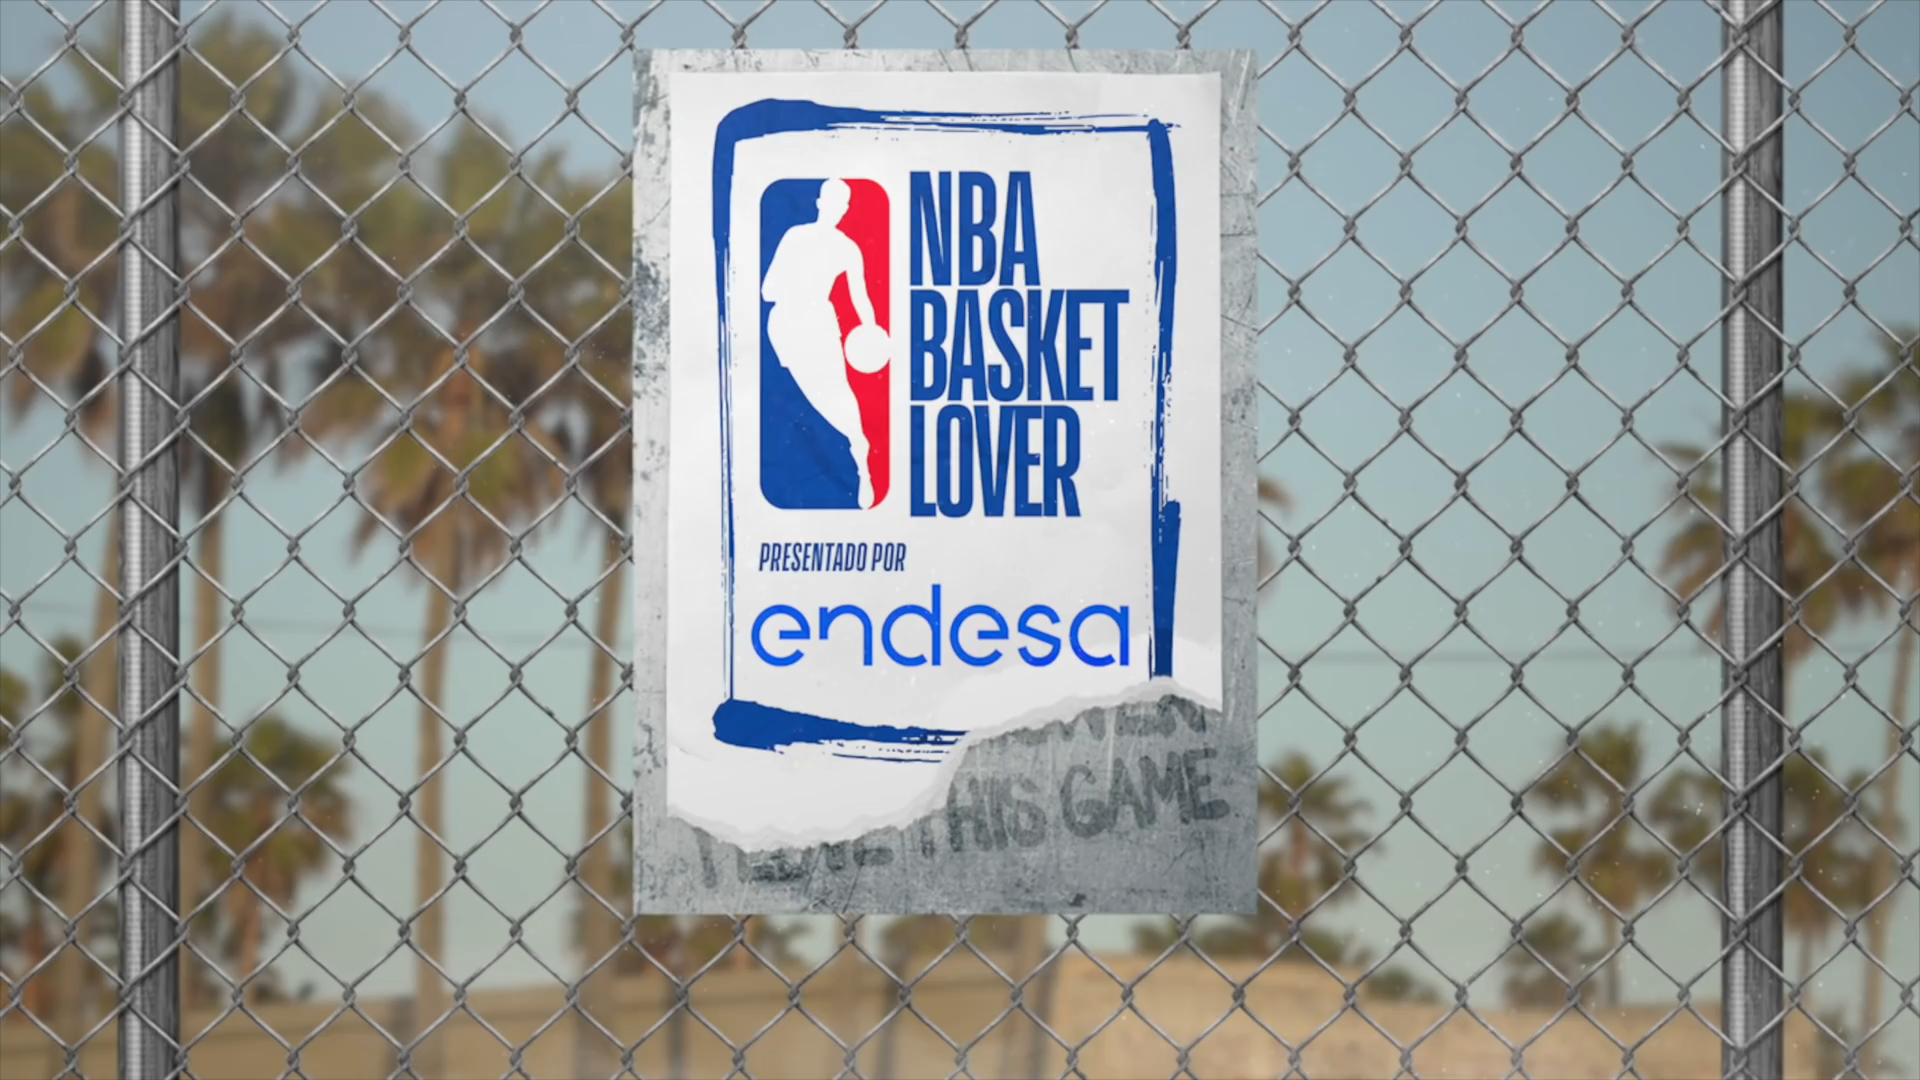 NBA
BASKET
LOVER
PRESENTADO POR
endesa
THIS GAME